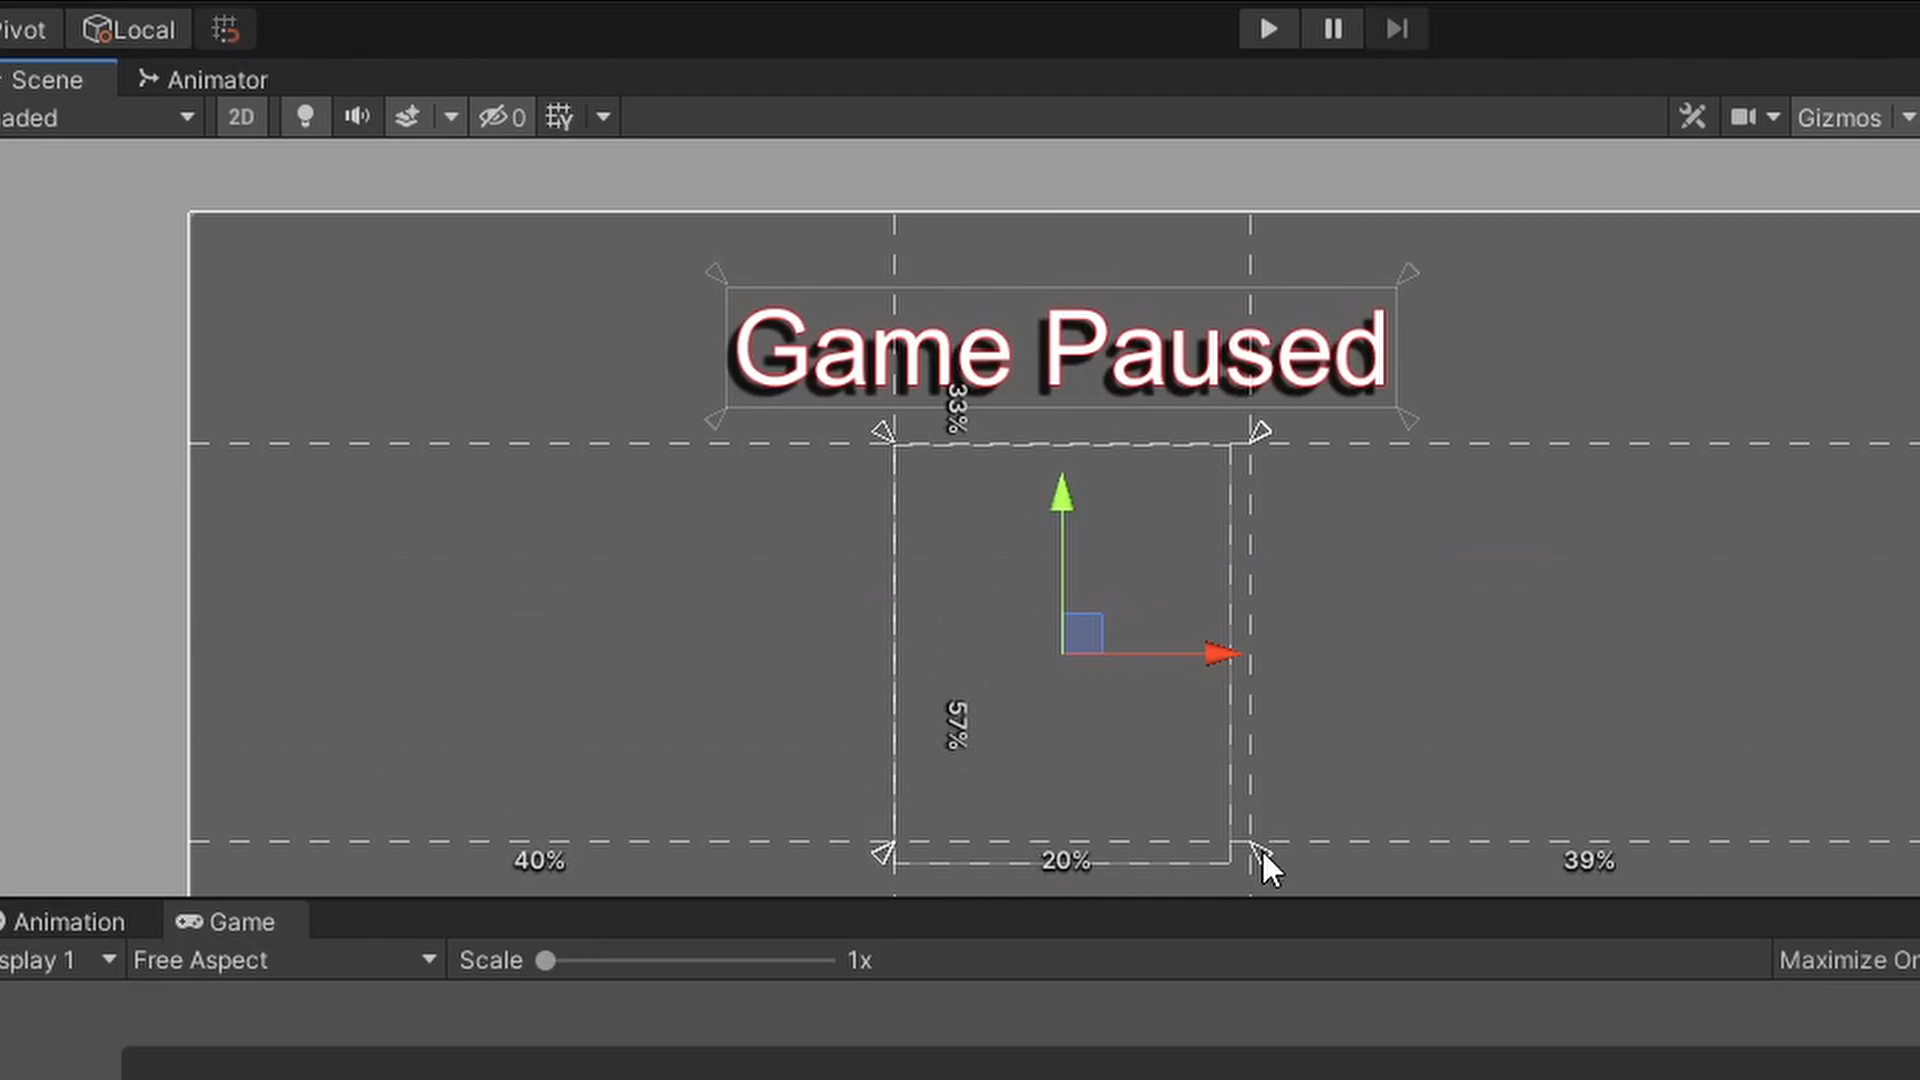 ivot Local
Scene Animator
aded 2D 0 Gizmos
Game Paused
33%
57%
40% 20% 39%
Animation Game
splay 1 Free Aspect Scale 1x Maximize On